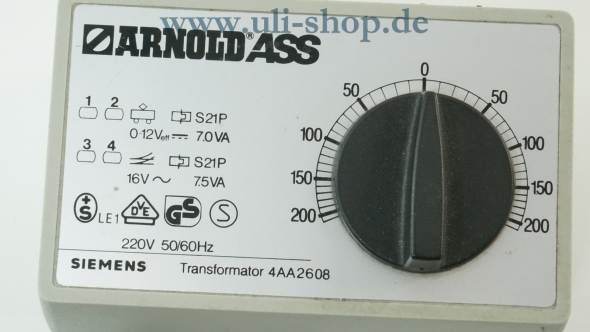 www.uli-shop.de
ARNOLD® ASS
1 2 S21P
0-12Veff 7.0VA
3 4 S21P
16V~ 7.5VA
+S LE1 DVE GS S
220V 50/60Hz
SIEMENS Transformator 4AA2608
0
50 50
100 100
150 150
200 200